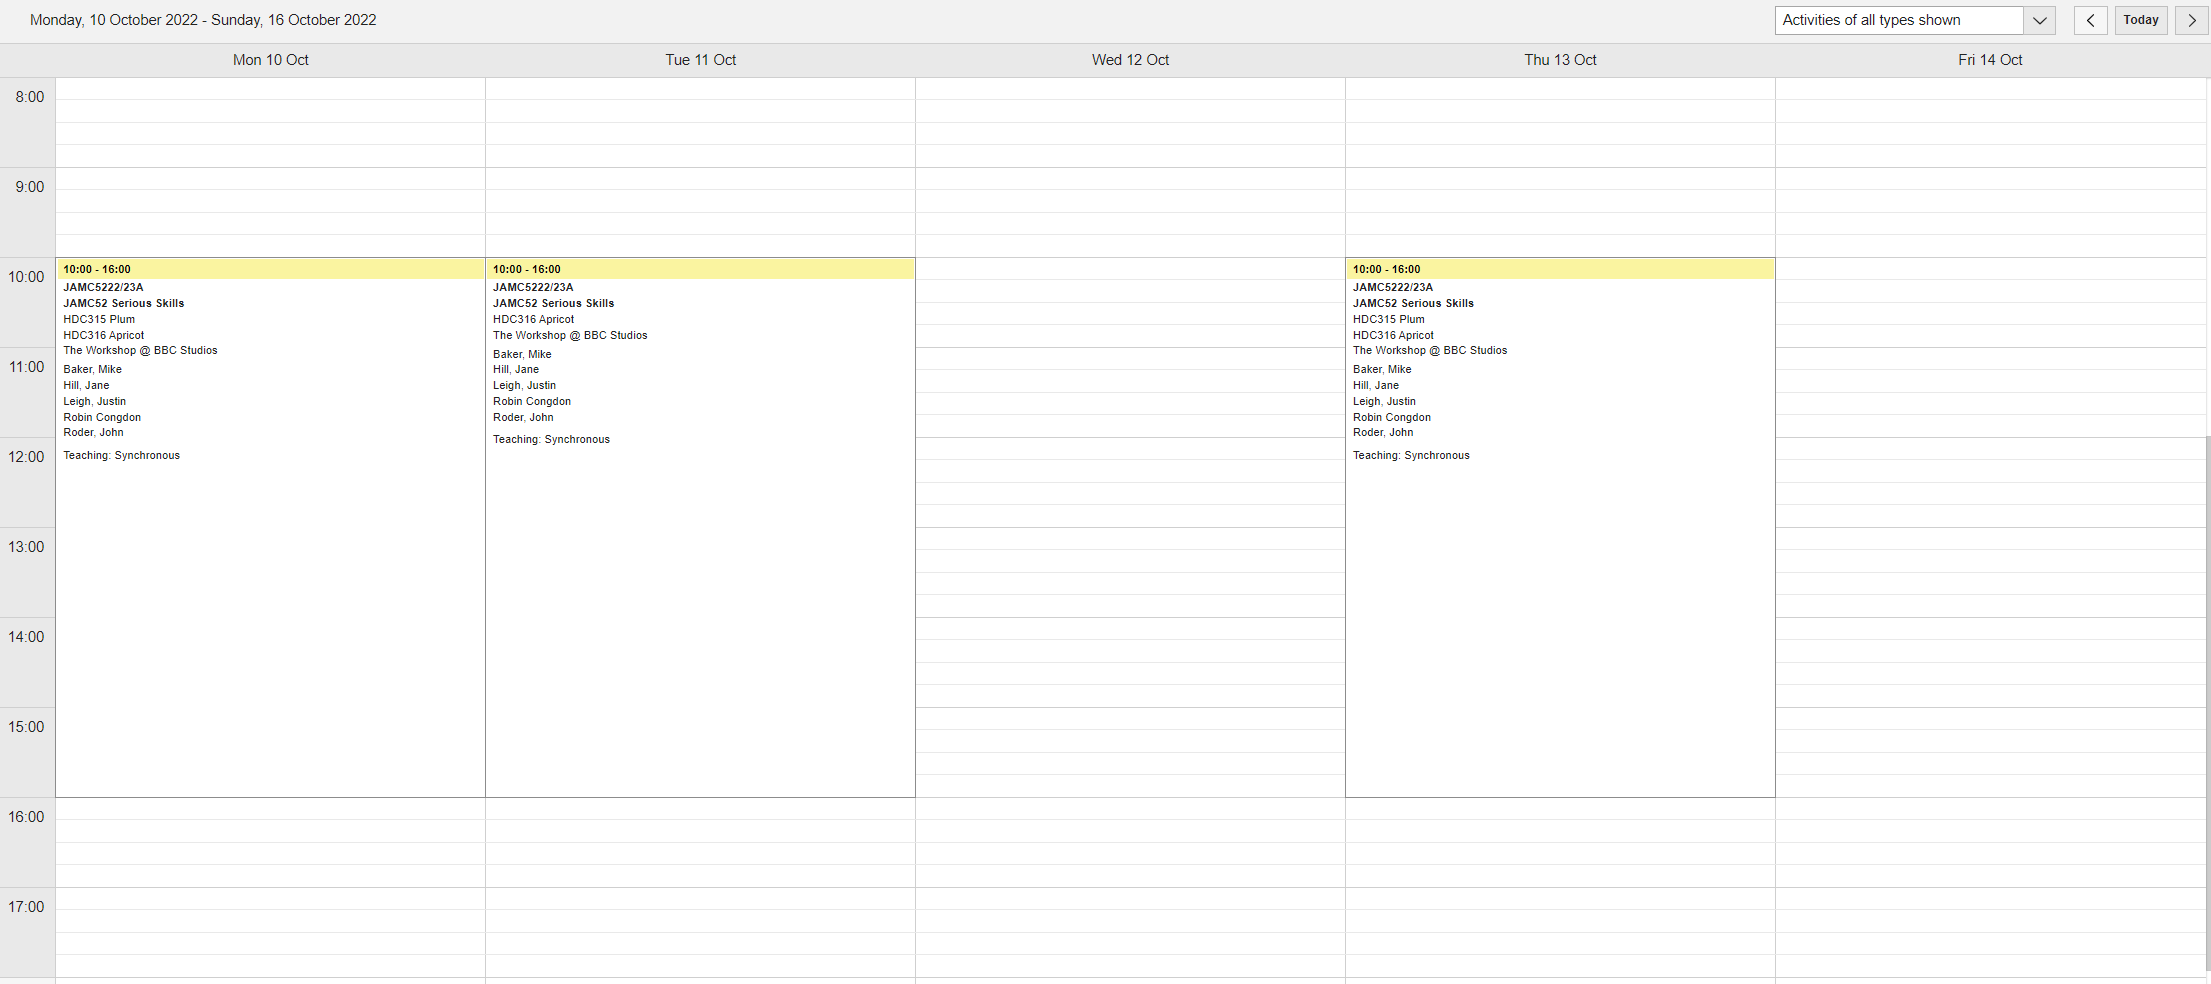 Monday, 10 October 2022 - Sunday, 16 October 2022
Activities of all types shown
Today
Mon 10 Oct
Tue 11 Oct
Wed 12 Oct
Thu 13 Oct
Fri 14 Oct
8:00
9:00
10:00
11:00
12:00
13:00
14:00
15:00
16:00
17:00
10:00 - 16:00
JAMC5222/23A
JAMC52 Serious Skills
HDC315 Plum
HDC316 Apricot
The Workshop @ BBC Studios
Baker, Mike
Hill, Jane
Leigh, Justin
Robin Congdon
Roder, John
Teaching: Synchronous
10:00 - 16:00
JAMC5222/23A
JAMC52 Serious Skills
HDC316 Apricot
The Workshop @ BBC Studios
Baker, Mike
Hill, Jane
Leigh, Justin
Robin Congdon
Roder, John
Teaching: Synchronous
10:00 - 16:00
JAMC5222/23A
JAMC52 Serious Skills
HDC315 Plum
HDC316 Apricot
The Workshop @ BBC Studios
Baker, Mike
Hill, Jane
Leigh, Justin
Robin Congdon
Roder, John
Teaching: Synchronous